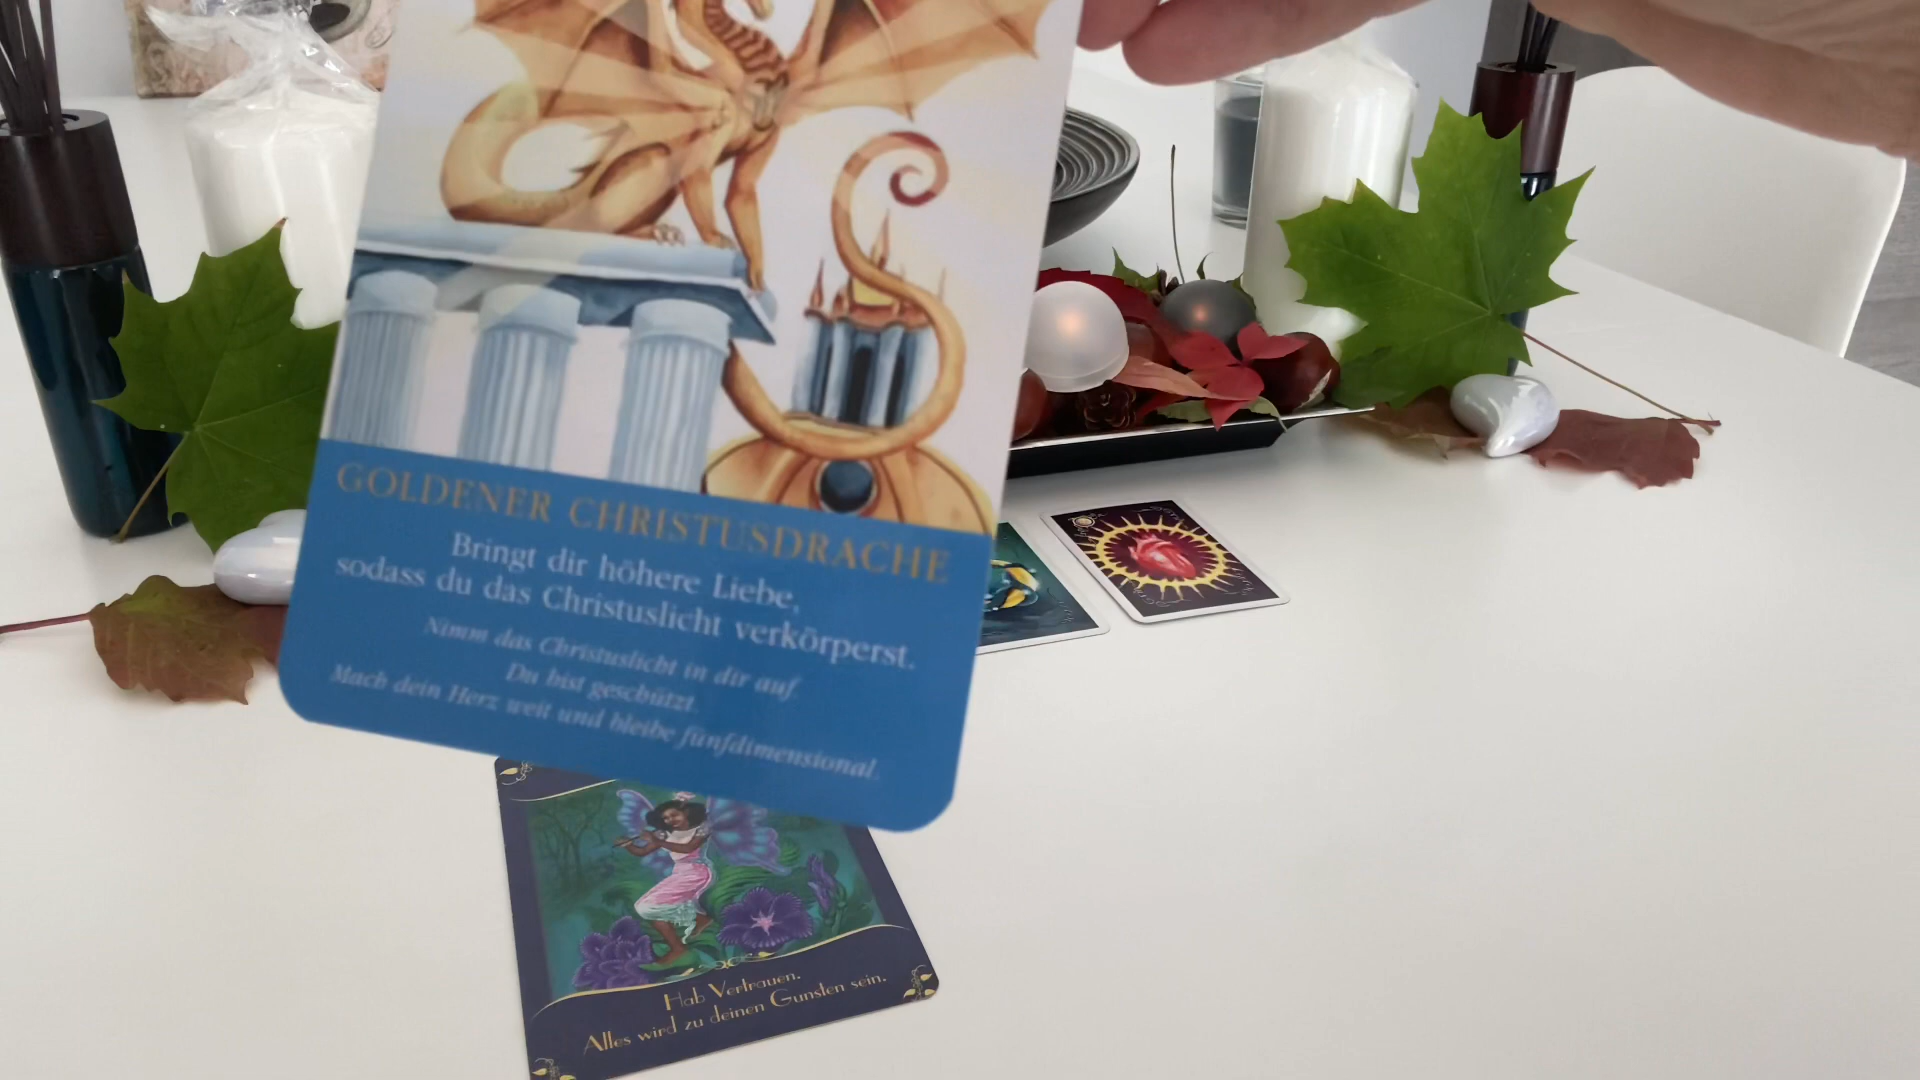 GOLDENER CHRISTUSDRACHE
Bringt dir höhere Liebe,
sodass du das Christuslicht verkörperst.
Nimm das Christuslicht in dir auf.
Du bist geschützt.
Mach dein Herz weit und bleibe fünfdimensional.
Hab Vertrauen.
Alles wird zu deinen Gunsten sein.